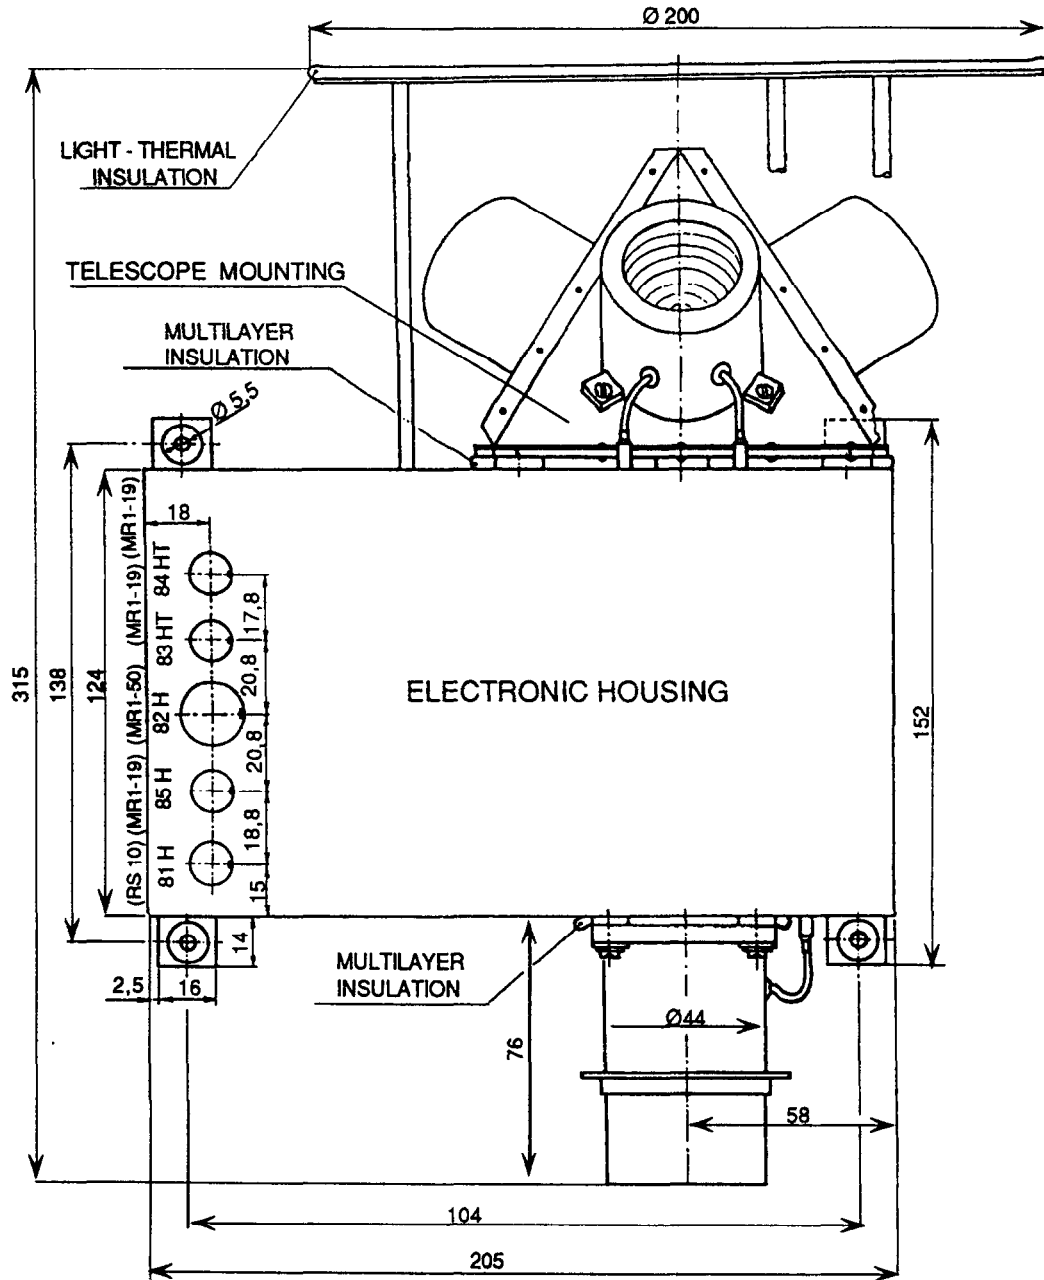 Ø 200
LIGHT - THERMAL
INSULATION
TELESCOPE MOUNTING
MULTILAYER
INSULATION
Ø 5,5
18
(MR1-19)
84 HT
17,8
(MR1-19)
83 HT
20,8
315
138
124
(MR1-50)
82 H
ELECTRONIC HOUSING
152
20,8
(MR1-19)
85 H
18,8
(RS 10)
81 H
15
14
MULTILAYER
INSULATION
2,5
16
Ø44
76
58
104
205